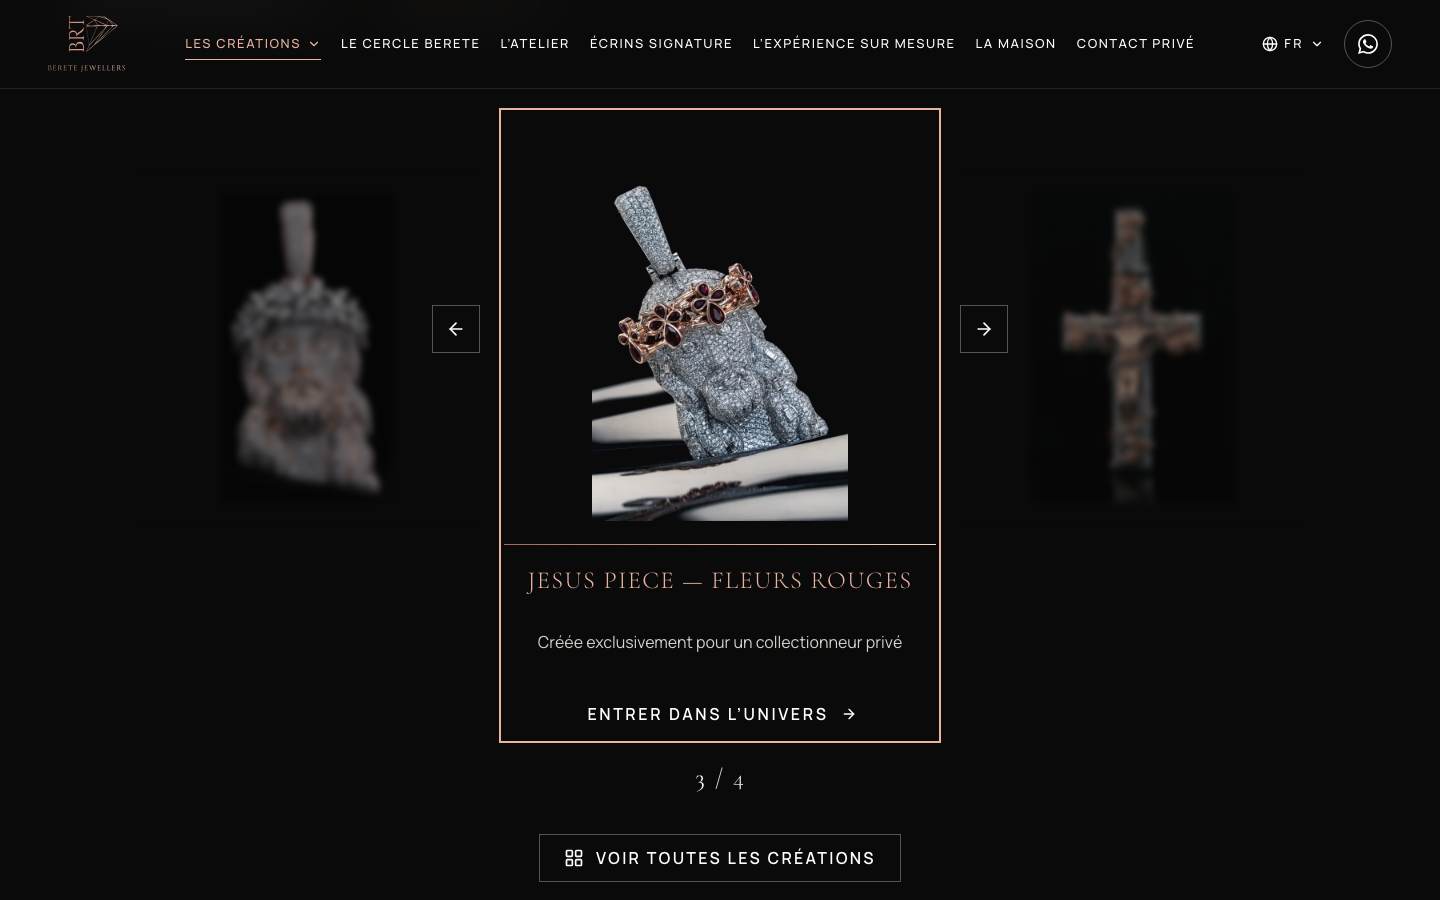 BRT
BERETE JEWELLERS
LES CRÉATIONS
LE CERCLE BERETE
L'ATELIER
ÉCRINS SIGNATURE
L'EXPÉRIENCE SUR MESURE
LA MAISON
CONTACT PRIVÉ
FR
JESUS PIECE — FLEURS ROUGES
Créée exclusivement pour un collectionneur privé
ENTRER DANS L’UNIVERS
3 / 4
VOIR TOUTES LES CRÉATIONS